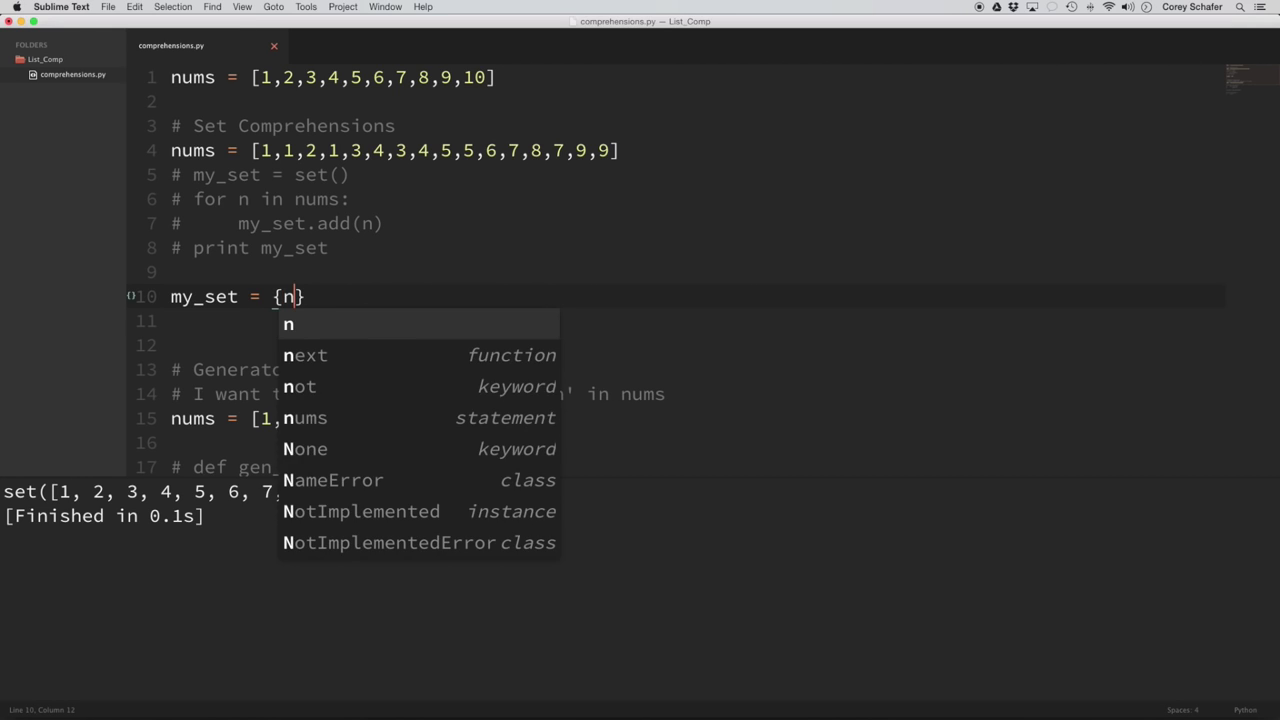 Sublime Text File Edit Selection Find View Goto Tools Project Window Help Corey Schafer
comprehensions.py — List_Comp
FOLDERS
List_Comp
comprehensions.py
comprehensions.py
1 nums = [1,2,3,4,5,6,7,8,9,10]
2
3 # Set Comprehensions
4 nums = [1,1,2,1,3,4,3,4,5,5,6,7,8,7,9,9]
5 # my_set = set()
6 # for n in nums:
7 #     my_set.add(n)
8 # print my_set
9
{} 10 my_set = {n}
11
12
13 # Generato
14 # I want t n' in nums
15 nums = [1,
16
17 # def gen_
n
next function
not keyword
nums statement
None keyword
NameError class
NotImplemented instance
NotImplementedError class
set([1, 2, 3, 4, 5, 6, 7,
[Finished in 0.1s]
Line 10, Column 12 Spaces: 4 Python